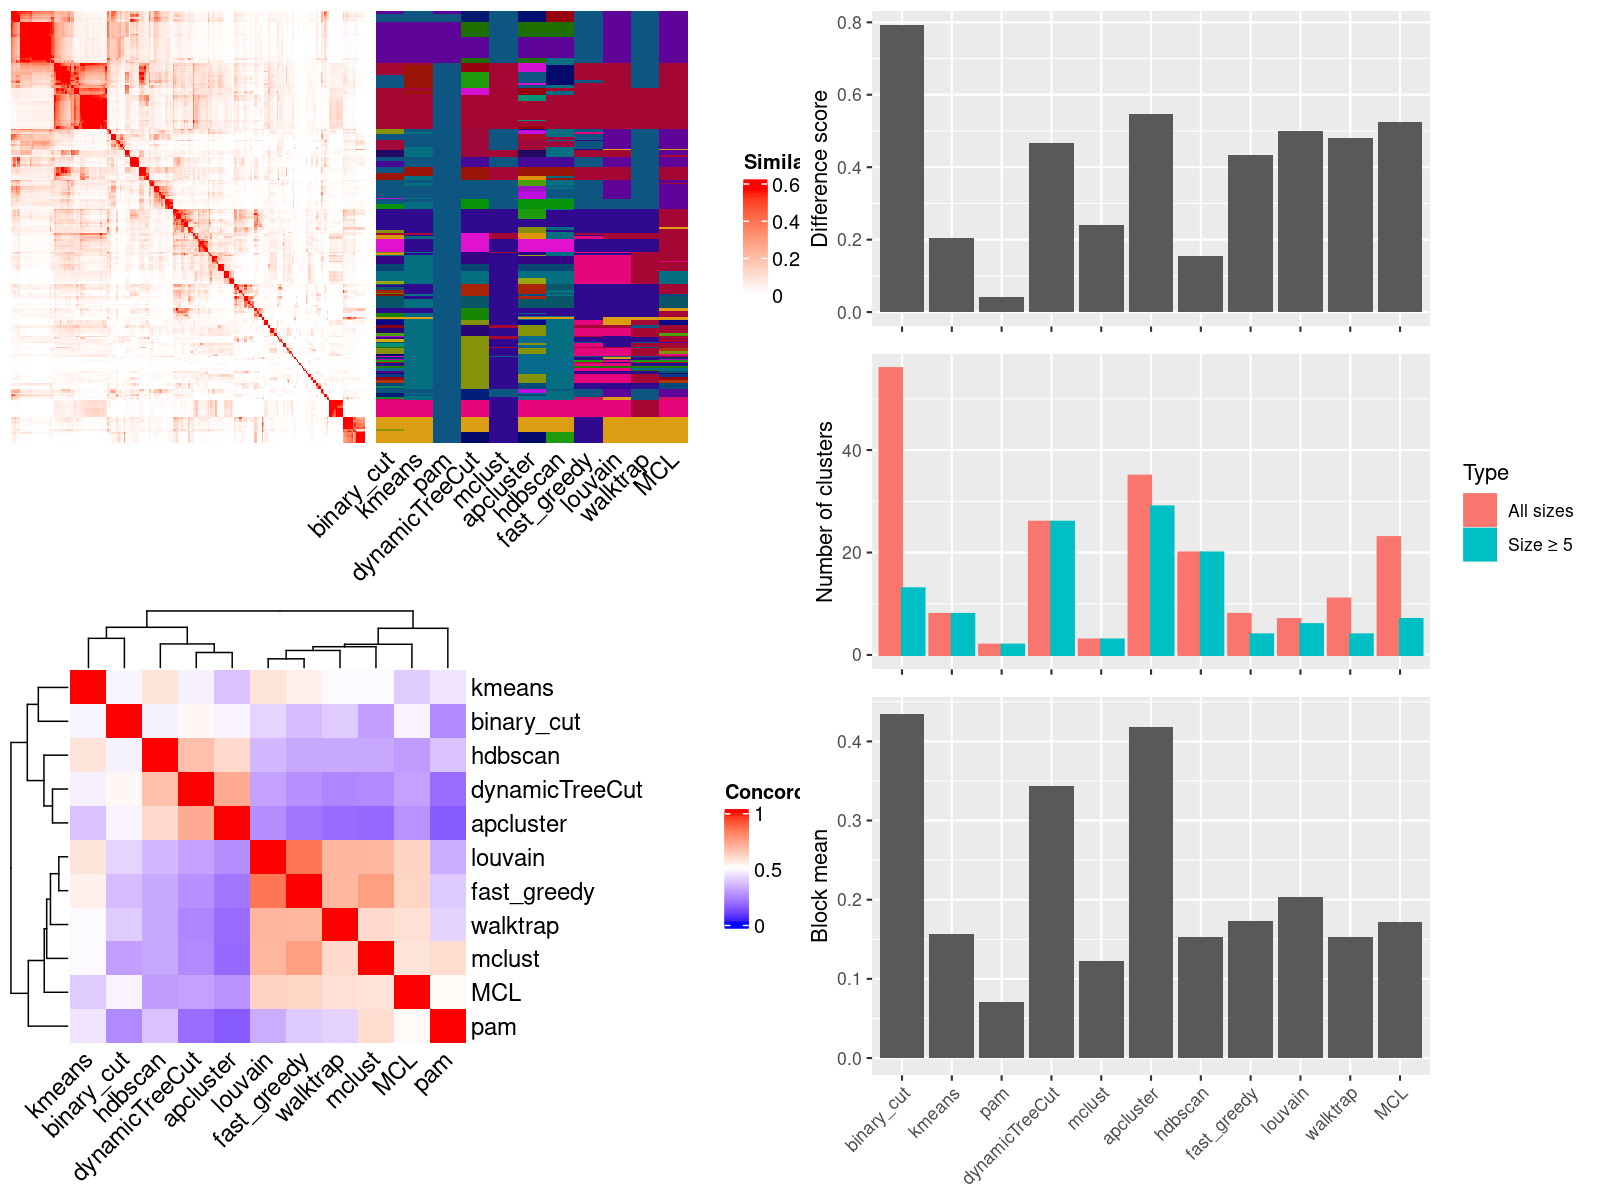 Simila
0.6
0.4
0.2
0
binary_cut
kmeans
pam
dynamicTreeCut
mclust
apcluster
hdbscan
fast_greedy
louvain
walktrap
MCL
kmeans
binary_cut
hdbscan
dynamicTreeCut
apcluster
louvain
fast_greedy
walktrap
mclust
MCL
pam
Concord
1
0.5
0
kmeans
binary_cut
hdbscan
dynamicTreeCut
apcluster
louvain
fast_greedy
walktrap
mclust
MCL
pam
Difference score
0.8
0.6
0.4
0.2
0.0
Number of clusters
40
20
0
Type
All sizes
Size ≥ 5
Block mean
0.4
0.3
0.2
0.1
0.0
binary_cut
kmeans
pam
dynamicTreeCut
mclust
apcluster
hdbscan
fast_greedy
louvain
walktrap
MCL